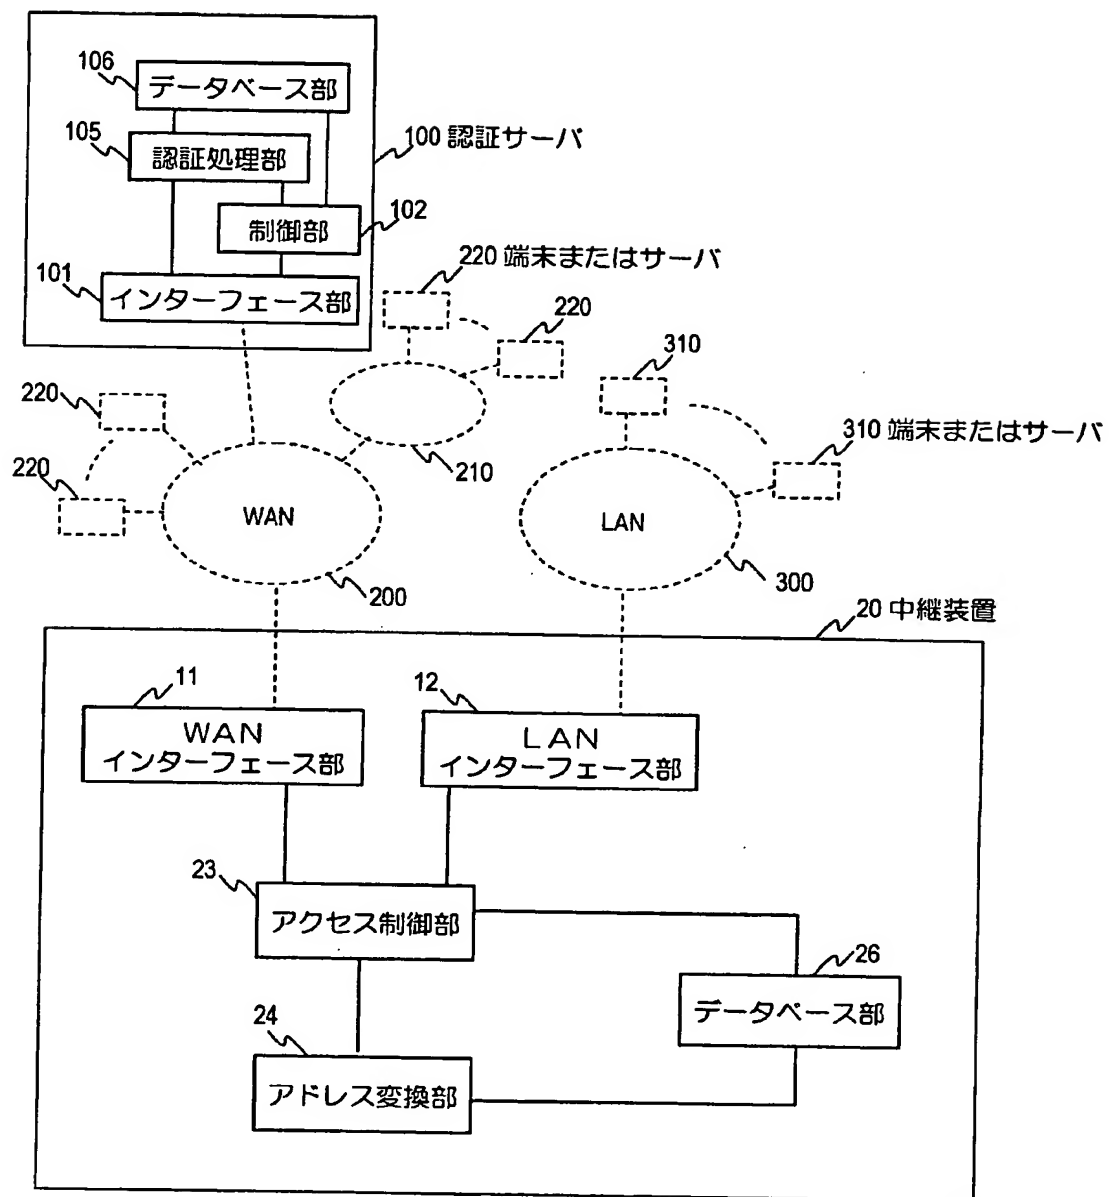 106
データベース部
105
認証処理部
100 認証サーバ
102
制御部
101
インターフェース部
220 端末またはサーバ
220
310
310 端末またはサーバ
220
220
210
WAN
LAN
200
300
20 中継装置
11
WAN
インターフェース部
12
LAN
インターフェース部
23
アクセス制御部
26
データベース部
24
アドレス変換部